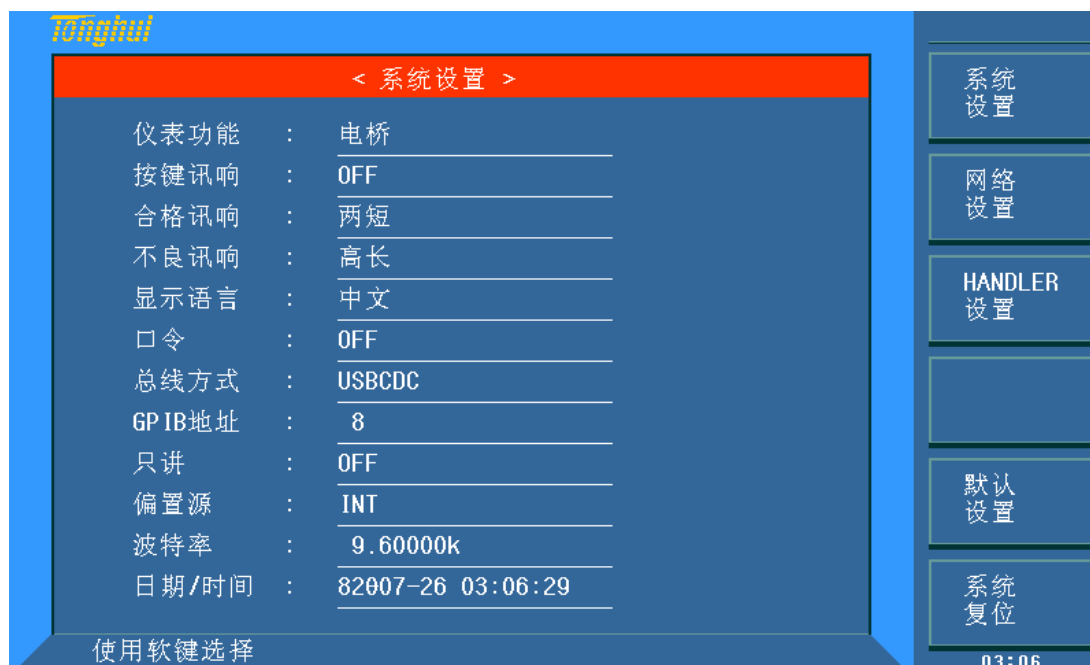 Tonghui
< 系统设置 >
仪表功能 : 电桥
按键讯响 : OFF
合格讯响 : 两短
不良讯响 : 高长
显示语言 : 中文
口令 : OFF
总线方式 : USBCDC
GPIB地址 : 8
只讲 : OFF
偏置源 : INT
波特率 : 9.60000k
日期/时间 : 82007-26 03:06:29
使用软键选择
系统
设置
网络
设置
HANDLER
设置
默认
设置
系统
复位
03:06